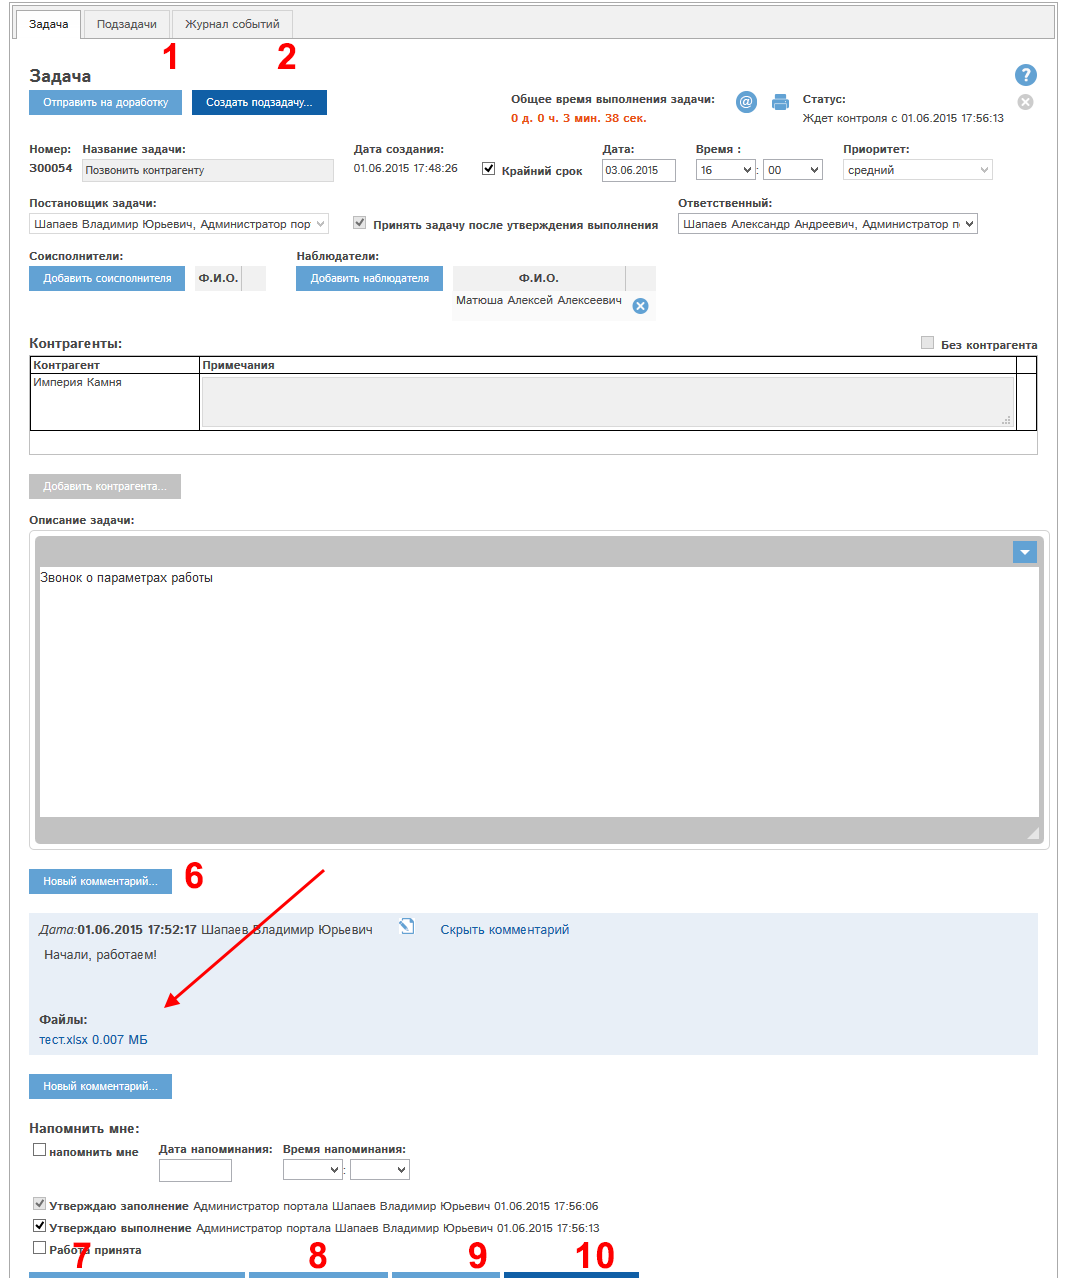 Задача Подзадачи Журнал событий
1 2
Задача
?
Отправить на доработку Создать подзадачу... Общее время выполнения задачи: @ Статус:
0 д. 0 ч. 3 мин. 38 сек. Ждет контроля с 01.06.2015 17:56:13
Номер: Название задачи: Дата создания: Дата: Время : Приоритет:
300054 Позвонить контрагенту 01.06.2015 17:48:26 Крайний срок 03.06.2015 16 : 00 средний
Постановщик задачи: Ответственный:
Шапаев Владимир Юрьевич, Администратор пор Принять задачу после утверждения выполнения Шапаев Александр Андреевич, Администратор п
Соисполнители: Наблюдатели:
Добавить соисполнителя Ф.И.О. Добавить наблюдателя Ф.И.О.
Матюша Алексей Алексеевич
Контрагенты: Без контрагента
Контрагент Примечания
Империя Камня
Добавить контрагента...
Описание задачи:
Звонок о параметрах работы
Новый комментарий... 6
Дата:01.06.2015 17:52:17 Шапаев Владимир Юрьевич Скрыть комментарий
Начали, работаем!
Файлы:
тест.xlsx 0.007 МБ
Новый комментарий...
Напомнить мне:
напомнить мне Дата напоминания: Время напоминания:
:
Утверждаю заполнение Администратор портала Шапаев Владимир Юрьевич 01.06.2015 17:56:06
Утверждаю выполнение Администратор портала Шапаев Владимир Юрьевич 01.06.2015 17:56:13
Работа принята
7 8 9 10